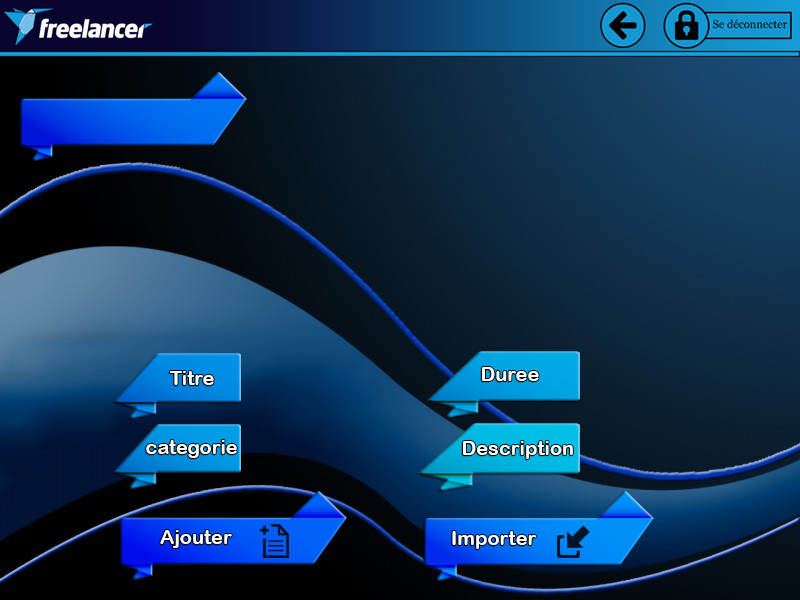 freelancer
Se déconnecter
Titre
Duree
categorie
Description
Ajouter
Importer